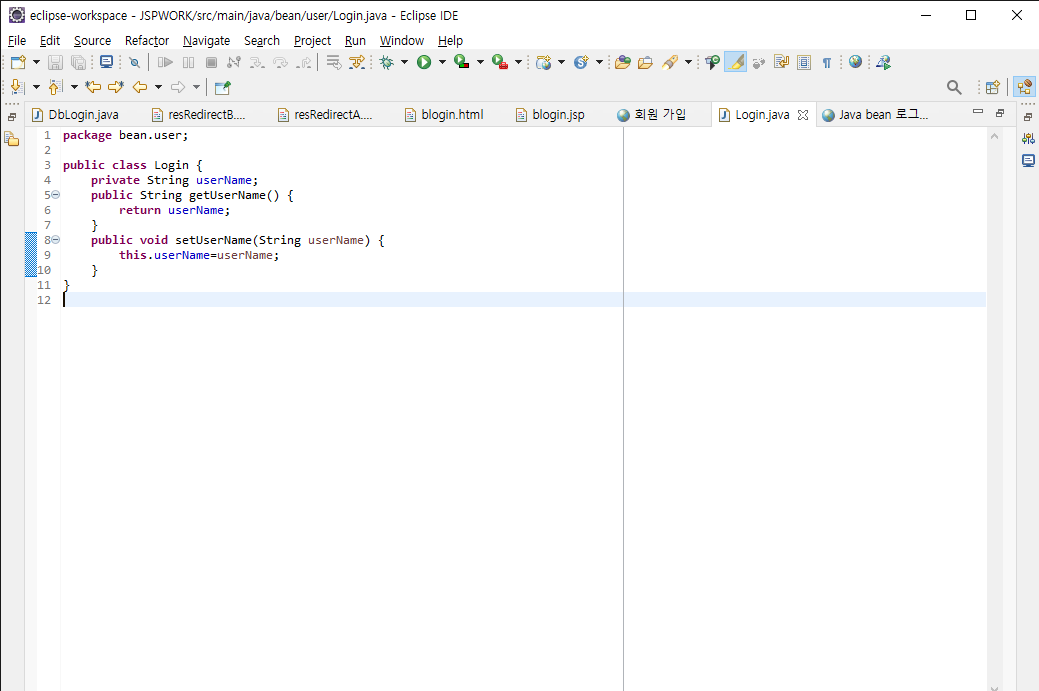 eclipse-workspace - JSPWORK/src/main/java/bean/user/Login.java - Eclipse IDE
File Edit Source Refactor Navigate Search Project Run Window Help
DbLogin.java resRedirectB.... resRedirectA.... blogin.html blogin.jsp 회원 가입 Login.java Java bean 로그...
1 package bean.user;
2
3 public class Login {
4 private String userName;
5 public String getUserName() {
6 return userName;
7 }
8 public void setUserName(String userName) {
9 this.userName=userName;
10 }
11 }
12